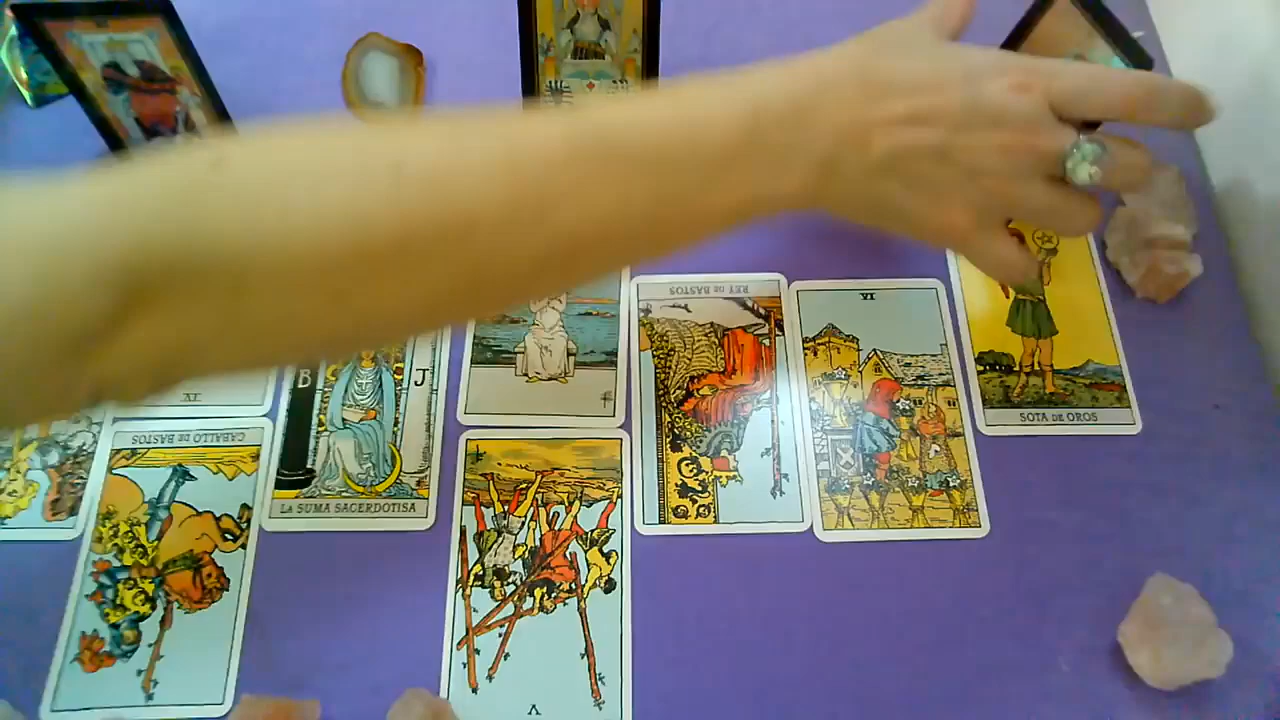 REY DE BASTOS
VI
SOTA DE OROS
IV
CABALLO DE BASTOS
B
J
LA SUMA SACERDOTISA
V